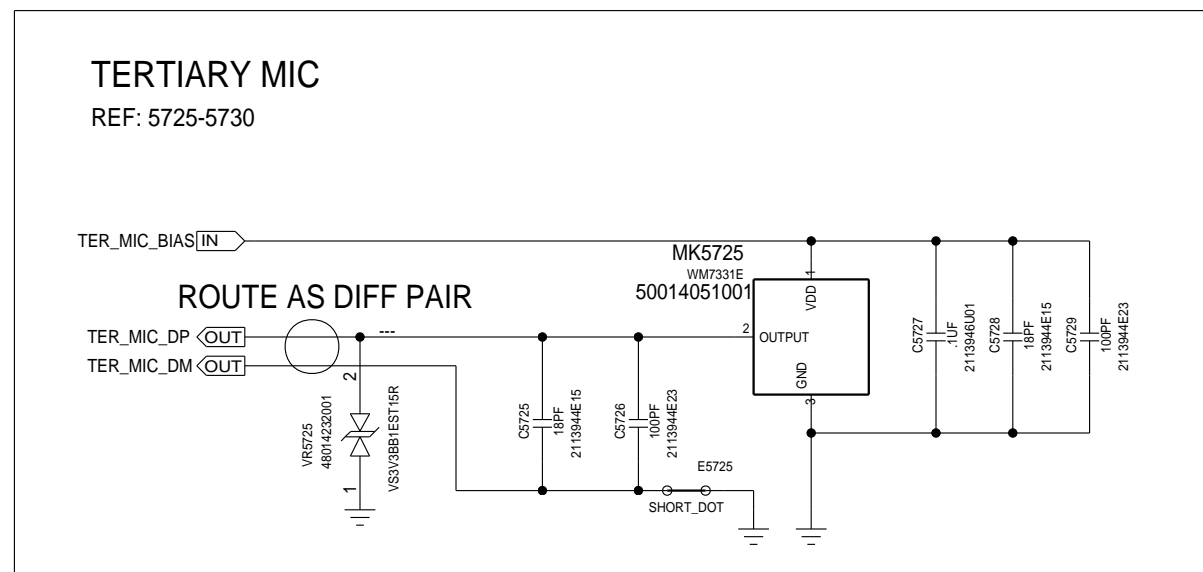 TERTIARY MIC
REF: 5725-5730
TER_MIC_BIAS IN
MK5725
WM7331E
50014051001
1
VDD
ROUTE AS DIFF PAIR
TER_MIC_DP OUT
---
2
OUTPUT
TER_MIC_DM OUT
GND
3
C5727
.1UF
2113946U01
C5728
18PF
2113944E15
C5729
100PF
2113944E23
2
VR5725
48014232001
VS3V3BB1EST15R
1
C5725
18PF
2113944E15
C5726
100PF
2113944E23
E5725
SHORT_DOT